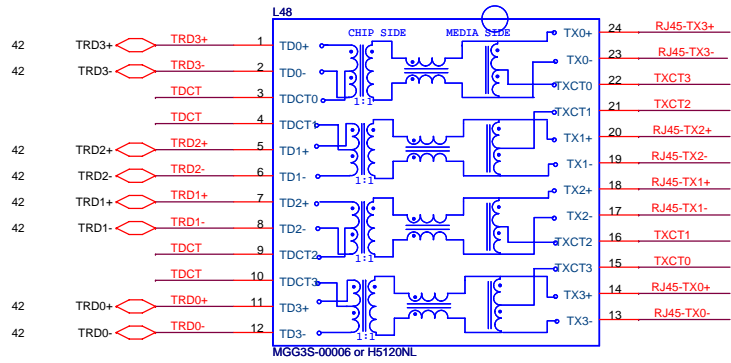 L48
CHIP SIDE MEDIA SIDE
42 TRD3+ TRD3+ 1 TD0+ TX0+ 24 RJ45-TX3+
42 TRD3- TRD3- 2 TD0- TX0- 23 RJ45-TX3-
TDCT 3 TDCT0 TXCT0 22 TXCT3
1:1
TDCT 4 TDCT1 TXCT1 21 TXCT2
42 TRD2+ TRD2+ 5 TD1+ TX1+ 20 RJ45-TX2+
42 TRD2- TRD2- 6 TD1- TX1- 19 RJ45-TX2-
1:1
42 TRD1+ TRD1+ 7 TD2+ TX2+ 18 RJ45-TX1+
42 TRD1- TRD1- 8 TD2- TX2- 17 RJ45-TX1-
TDCT 9 TDCT2 TXCT2 16 TXCT1
1:1
TDCT 10 TDCT3 TXCT3 15 TXCT0
42 TRD0+ TRD0+ 11 TD3+ TX3+ 14 RJ45-TX0+
42 TRD0- TRD0- 12 TD3- TX3- 13 RJ45-TX0-
1:1
MGG3S-00006 or H5120NL